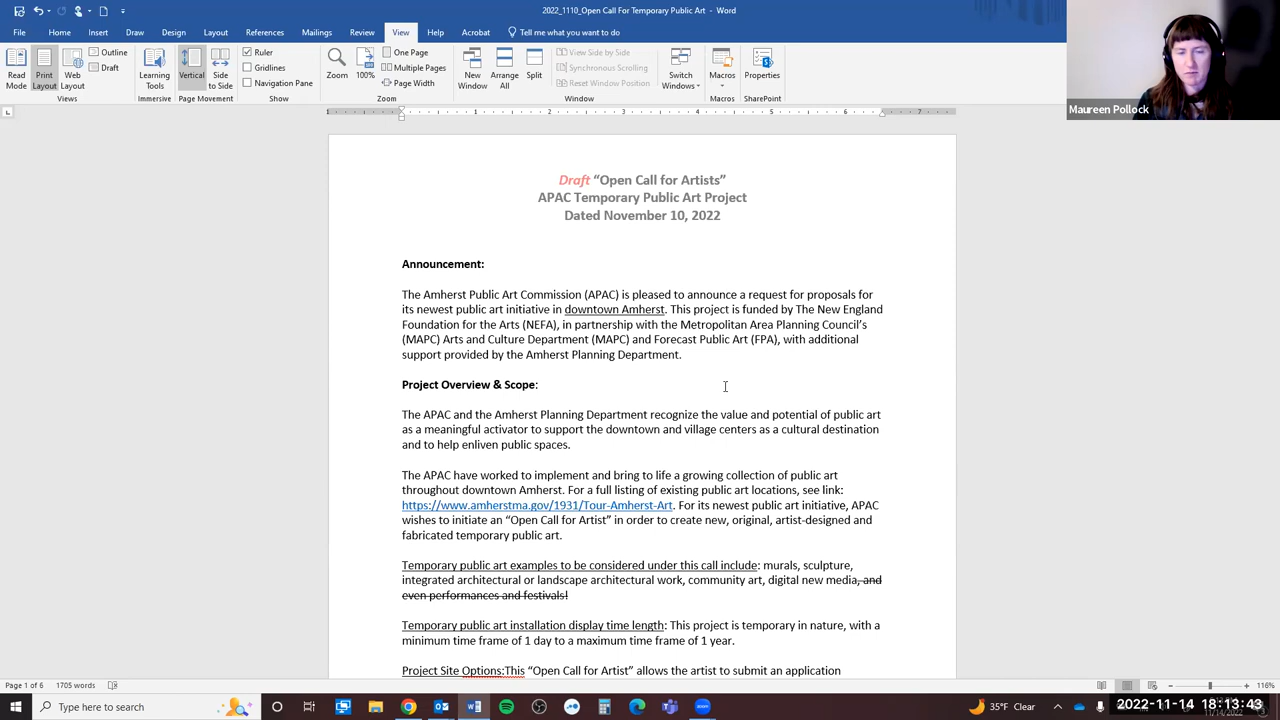 2022_1110_Open Call For Temporary Public Art - Word
File Home Insert Draw Design Layout References Mailings Review View Help Acrobat Tell me what you want to do
Read Mode
Print Layout
Web Layout
Outline
Draft
Views
Learning Tools
Immersive
Vertical
Side to Side
Page Movement
Ruler
Gridlines
Navigation Pane
Show
Zoom
100%
One Page
Multiple Pages
Page Width
Zoom
New Window
Arrange All
Split
View Side by Side
Synchronous Scrolling
Reset Window Position
Window
Switch Windows
Macros
Macros
Properties
SharePoint
Maureen Pollock
1 1 2 3 4 5 6 7
Draft “Open Call for Artists”
APAC Temporary Public Art Project
Dated November 10, 2022
Announcement:
The Amherst Public Art Commission (APAC) is pleased to announce a request for proposals for
its newest public art initiative in downtown Amherst. This project is funded by The New England
Foundation for the Arts (NEFA), in partnership with the Metropolitan Area Planning Council’s
(MAPC) Arts and Culture Department (MAPC) and Forecast Public Art (FPA), with additional
support provided by the Amherst Planning Department.
Project Overview & Scope:
The APAC and the Amherst Planning Department recognize the value and potential of public art
as a meaningful activator to support the downtown and village centers as a cultural destination
and to help enliven public spaces.
The APAC have worked to implement and bring to life a growing collection of public art
throughout downtown Amherst. For a full listing of existing public art locations, see link:
https://www.amherstma.gov/1931/Tour-Amherst-Art. For its newest public art initiative, APAC
wishes to initiate an “Open Call for Artist” in order to create new, original, artist-designed and
fabricated temporary public art.
Temporary public art examples to be considered under this call include: murals, sculpture,
integrated architectural or landscape architectural work, community art, digital new media, and
even performances and festivals!
Temporary public art installation display time length: This project is temporary in nature, with a
minimum time frame of 1 day to a maximum time frame of 1 year.
Project Site Options:This “Open Call for Artist” allows the artist to submit an application
Page 1 of 6 1705 words
116%
Type here to search
35°F Clear
2022-11-14 18:13:43